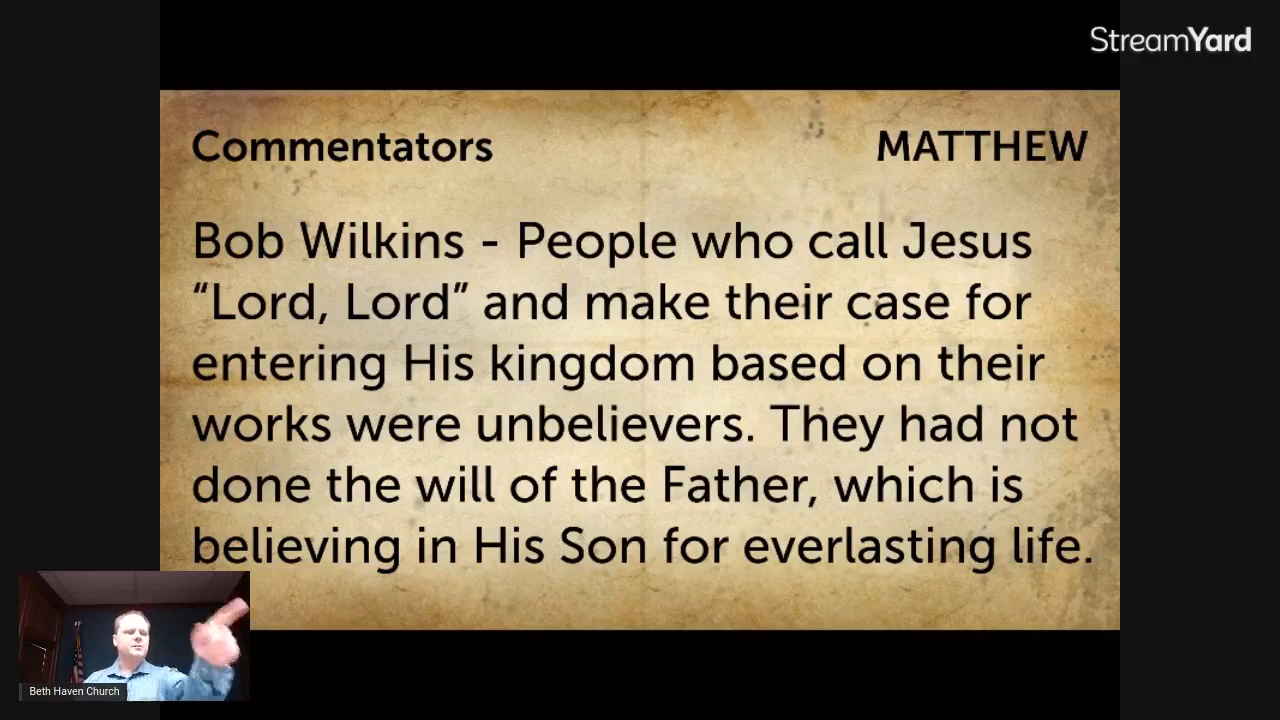 StreamYard
Commentators
MATTHEW
Bob Wilkins - People who call Jesus
“Lord, Lord” and make their case for
entering His kingdom based on their
works were unbelievers. They had not
done the will of the Father, which is
believing in His Son for everlasting life.
Beth Haven Church